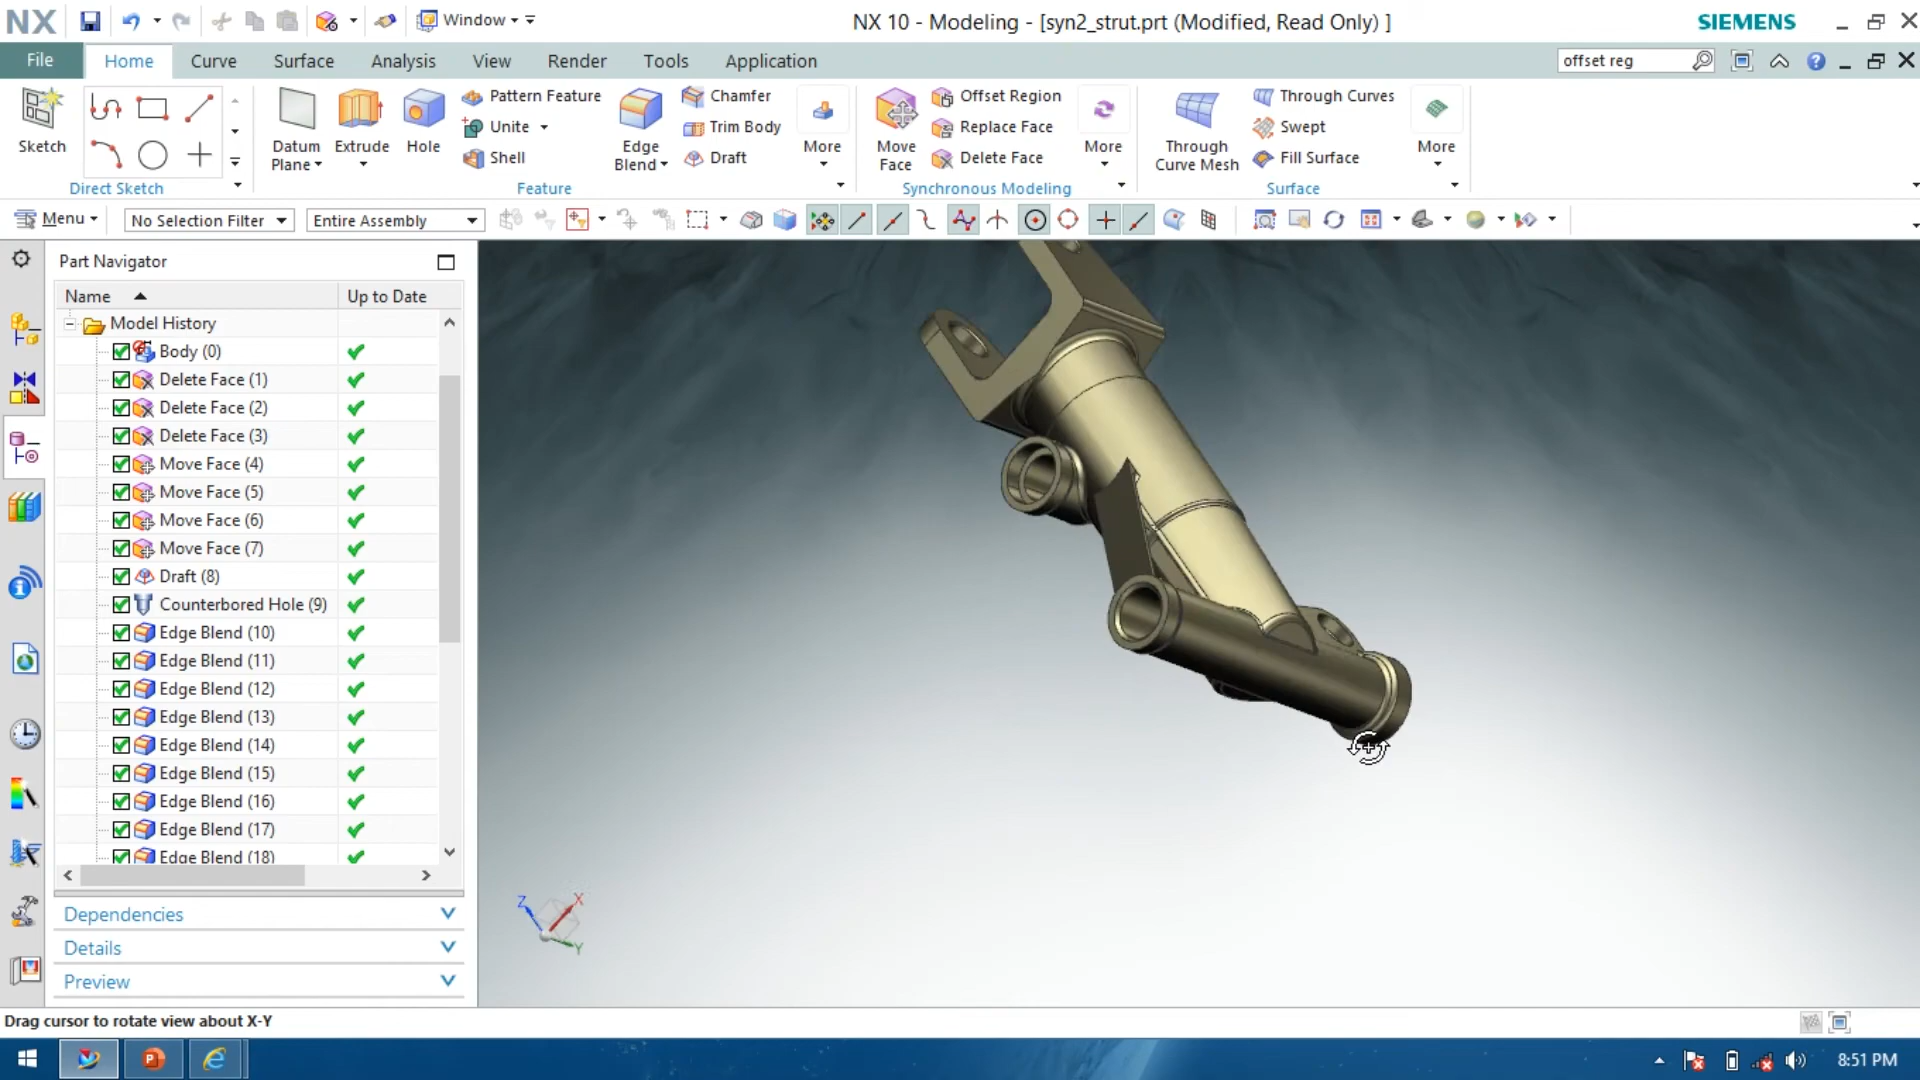 NX
Window
NX 10 - Modeling - [syn2_strut.prt (Modified, Read Only) ]
SIEMENS
File
Home
Curve
Surface
Analysis
View
Render
Tools
Application
offset reg
Sketch
Direct Sketch
Datum
Plane
Extrude
Hole
Pattern Feature
Unite
Shell
Edge
Blend
Chamfer
Trim Body
Draft
More
Feature
Move
Face
Offset Region
Replace Face
Delete Face
More
Synchronous Modeling
Through
Curve Mesh
Through Curves
Swept
Fill Surface
More
Surface
Menu
No Selection Filter
Entire Assembly
Part Navigator
Name
Up to Date
Model History
Body (0)
Delete Face (1)
Delete Face (2)
Delete Face (3)
Move Face (4)
Move Face (5)
Move Face (6)
Move Face (7)
Draft (8)
Counterbored Hole (9)
Edge Blend (10)
Edge Blend (11)
Edge Blend (12)
Edge Blend (13)
Edge Blend (14)
Edge Blend (15)
Edge Blend (16)
Edge Blend (17)
Edge Blend (18)
Dependencies
Details
Preview
Z
X
Y
Drag cursor to rotate view about X-Y
8:51 PM